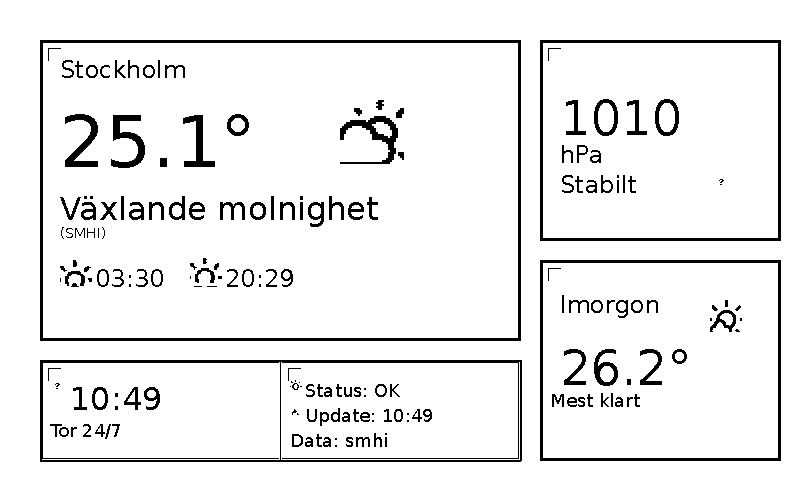 Stockholm
25.1°
Växlande molnighet
(SMHI)
03:30 20:29
1010
hPa
Stabilt
?
Imorgon
26.2°
Mest klart
? 10:49
Tor 24/7
Status: OK
Update: 10:49
Data: smhi